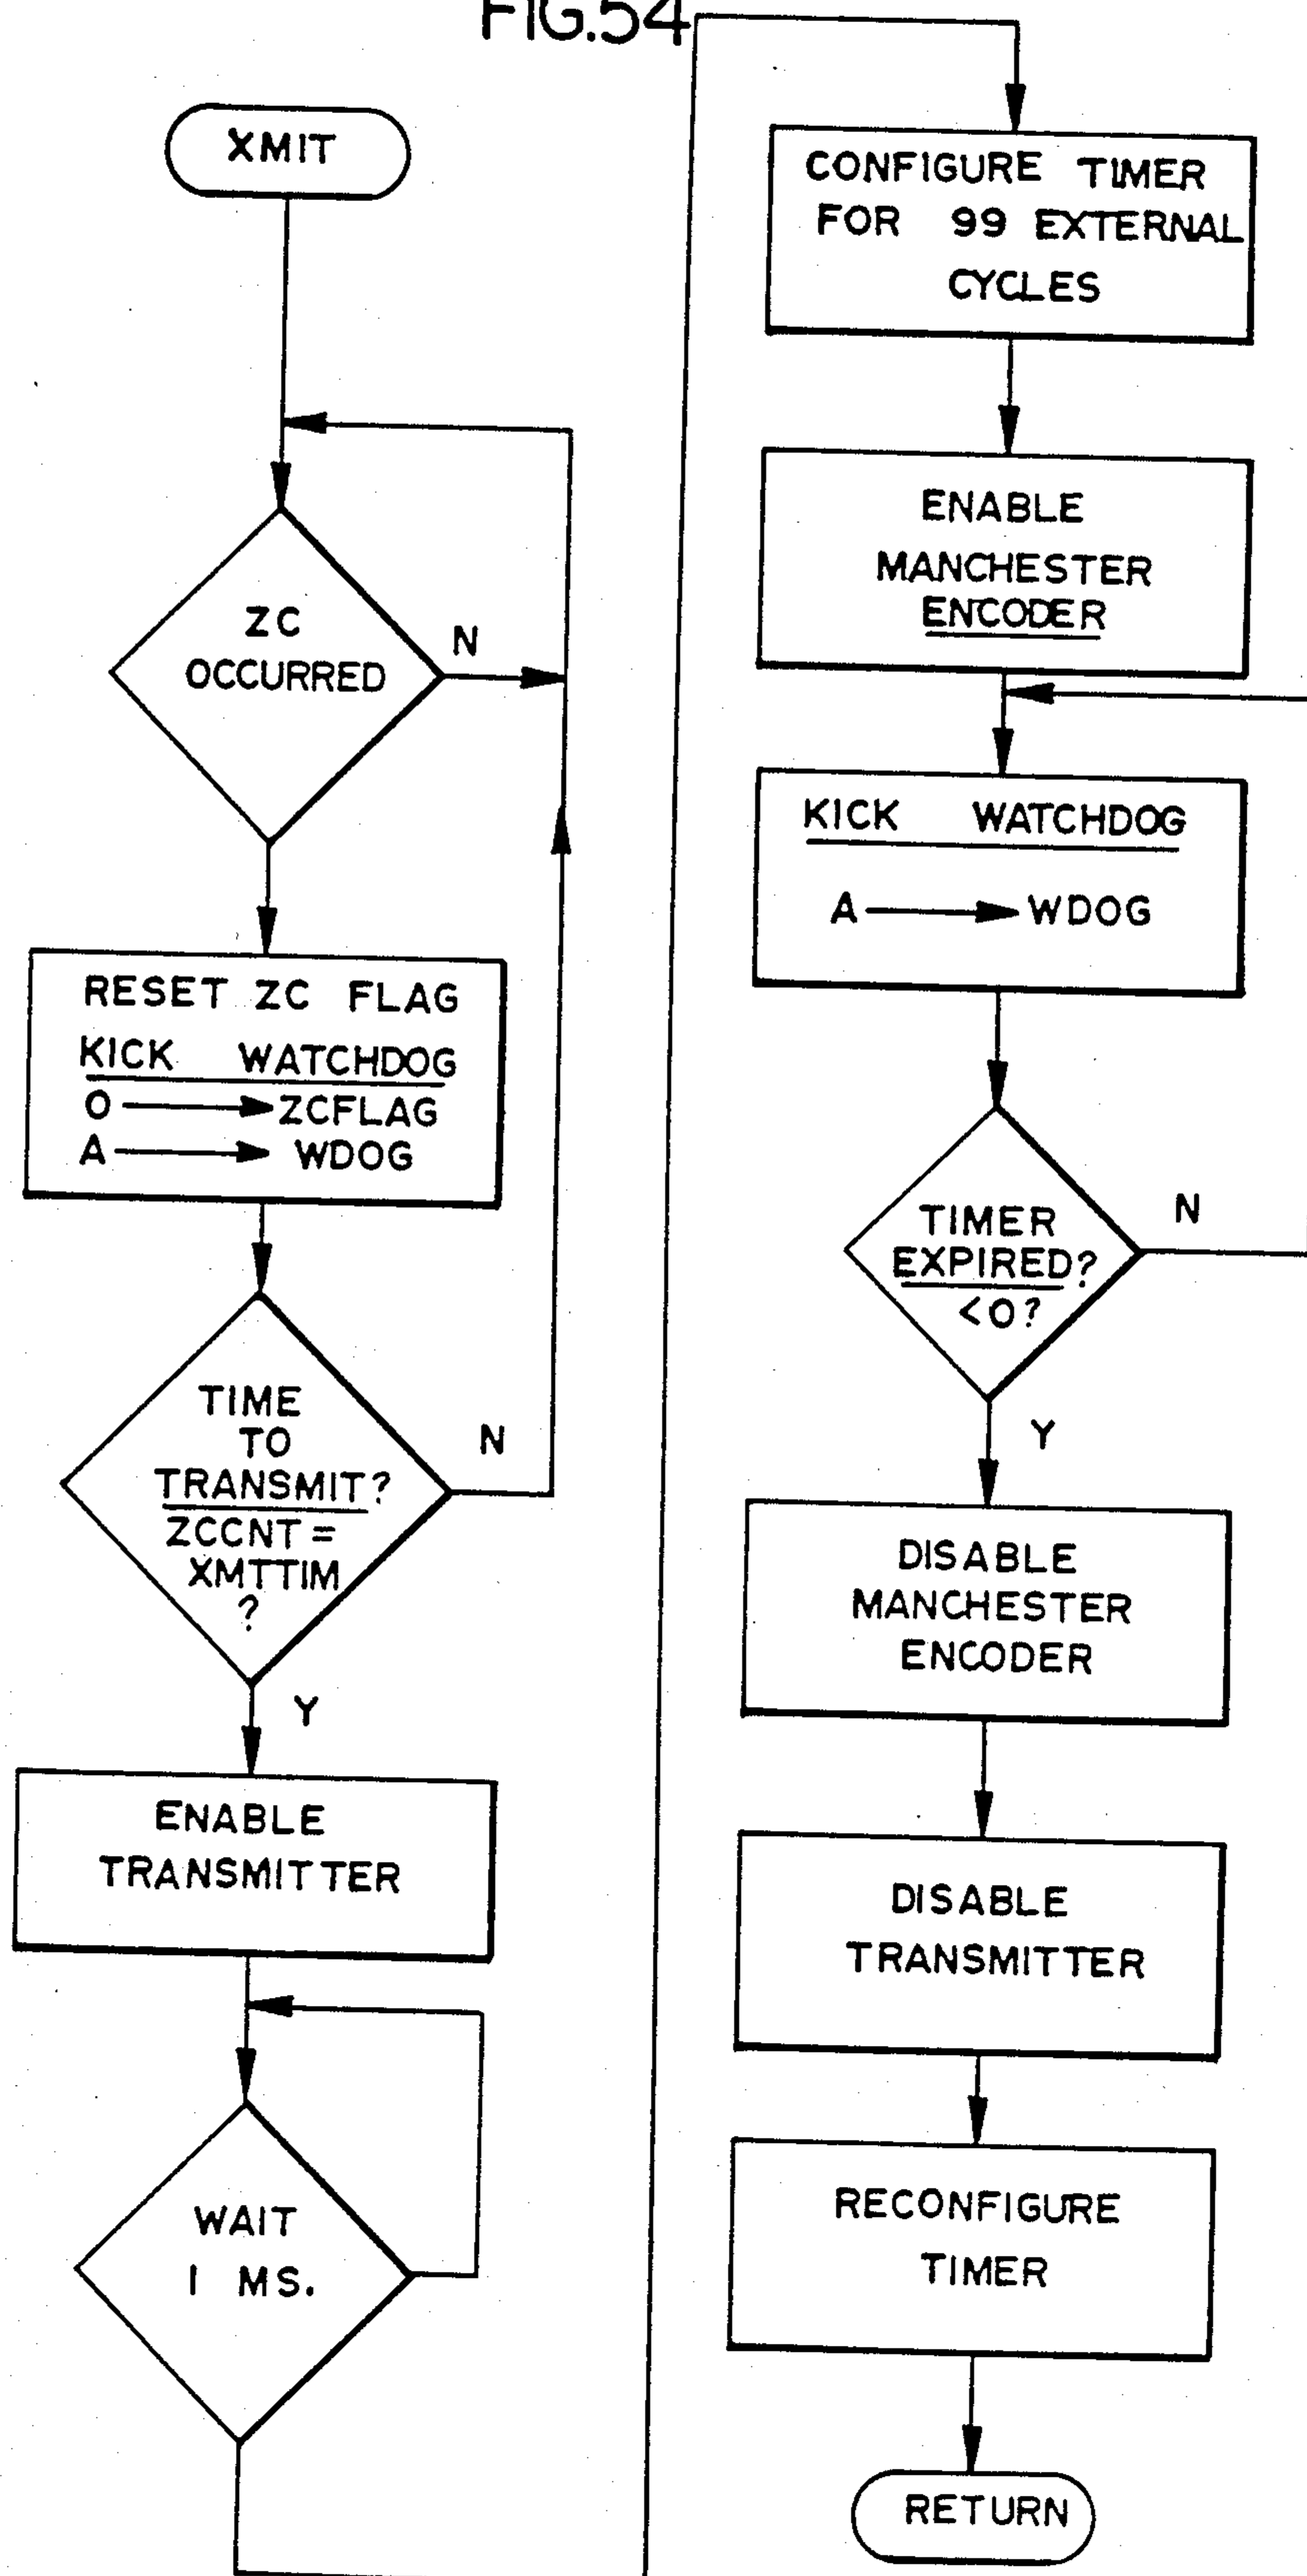 FIG.54
XMIT
ZC
OCCURRED
N
RESET ZC FLAG
KICK WATCHDOG
0 → ZCFLAG
A → WDOG
TIME
TO
TRANSMIT?
ZCCNT =
XMTTIM
?
N
Y
ENABLE
TRANSMITTER
WAIT
1 MS.
CONFIGURE TIMER
FOR 99 EXTERNAL
CYCLES
ENABLE
MANCHESTER
ENCODER
KICK WATCHDOG
A → WDOG
TIMER
EXPIRED?
<0?
N
Y
DISABLE
MANCHESTER
ENCODER
DISABLE
TRANSMITTER
RECONFIGURE
TIMER
RETURN